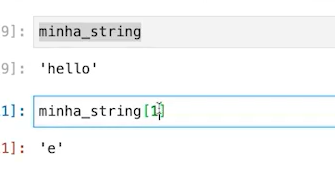 9]: minha_string
9]: 'hello'
1]: minha_string[1]
1]: 'e'